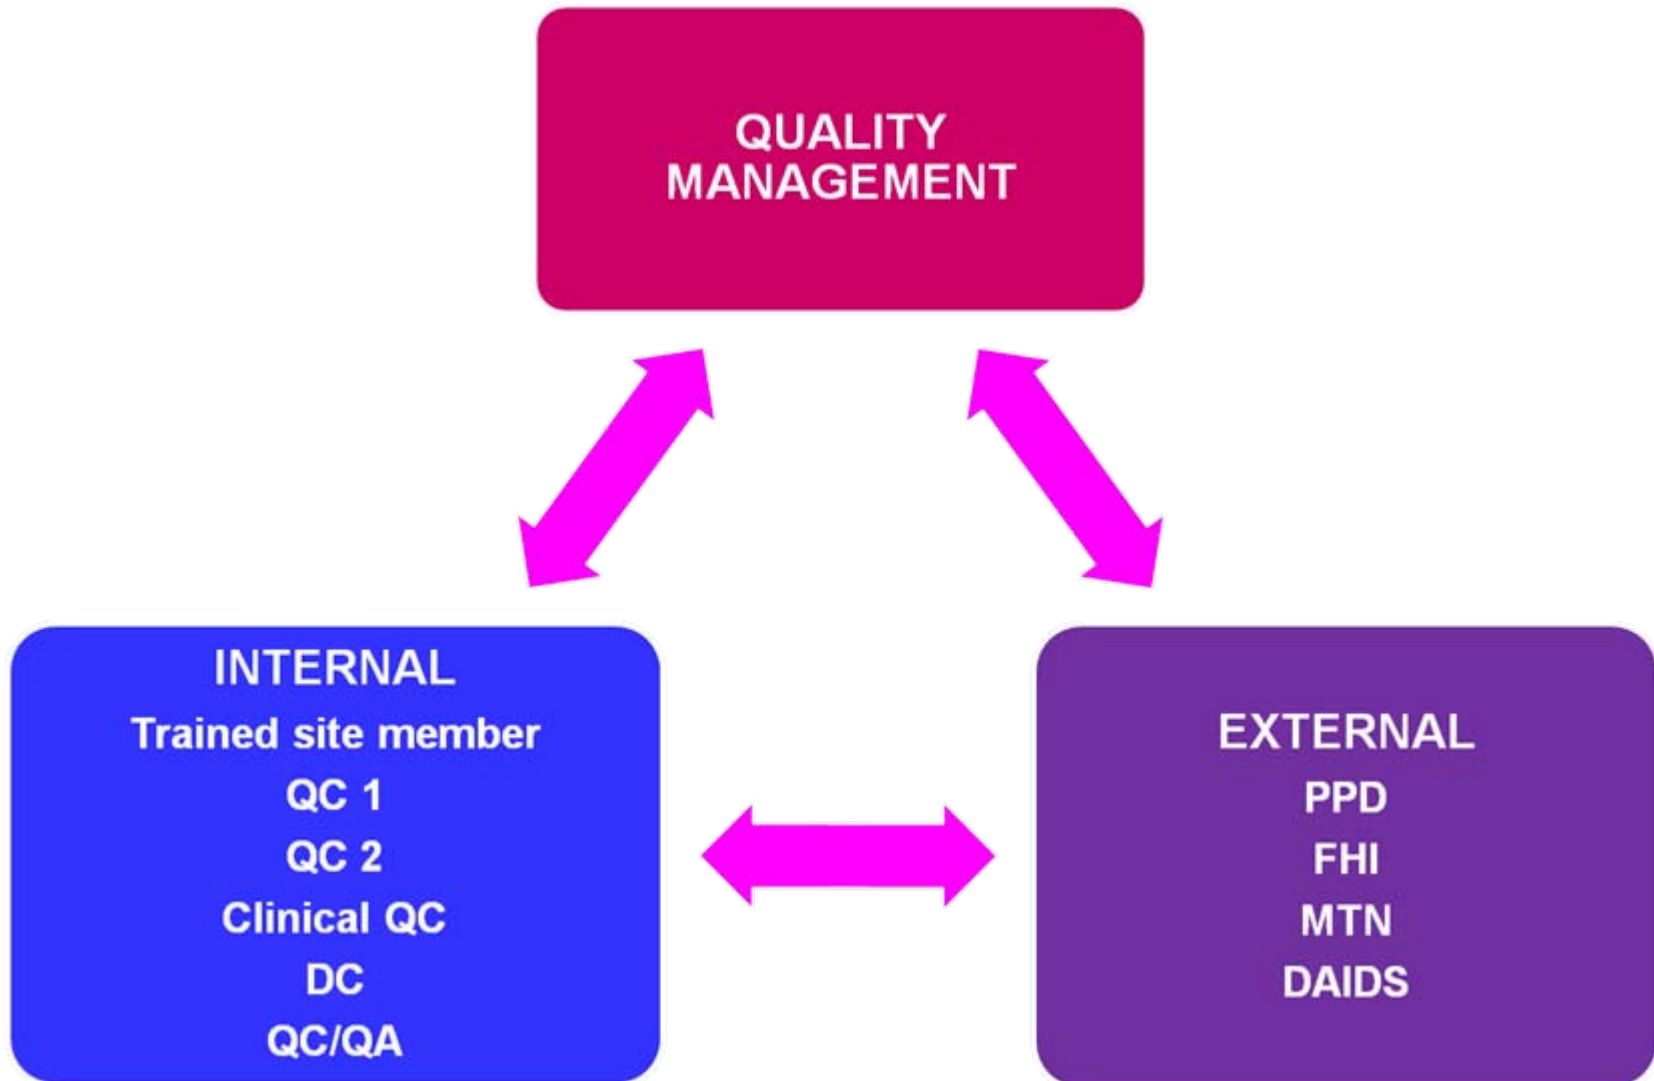 QUALITY
MANAGEMENT
INTERNAL
Trained site member
QC 1
QC 2
Clinical QC
DC
QC/QA
EXTERNAL
PPD
FHI
MTN
DAIDS